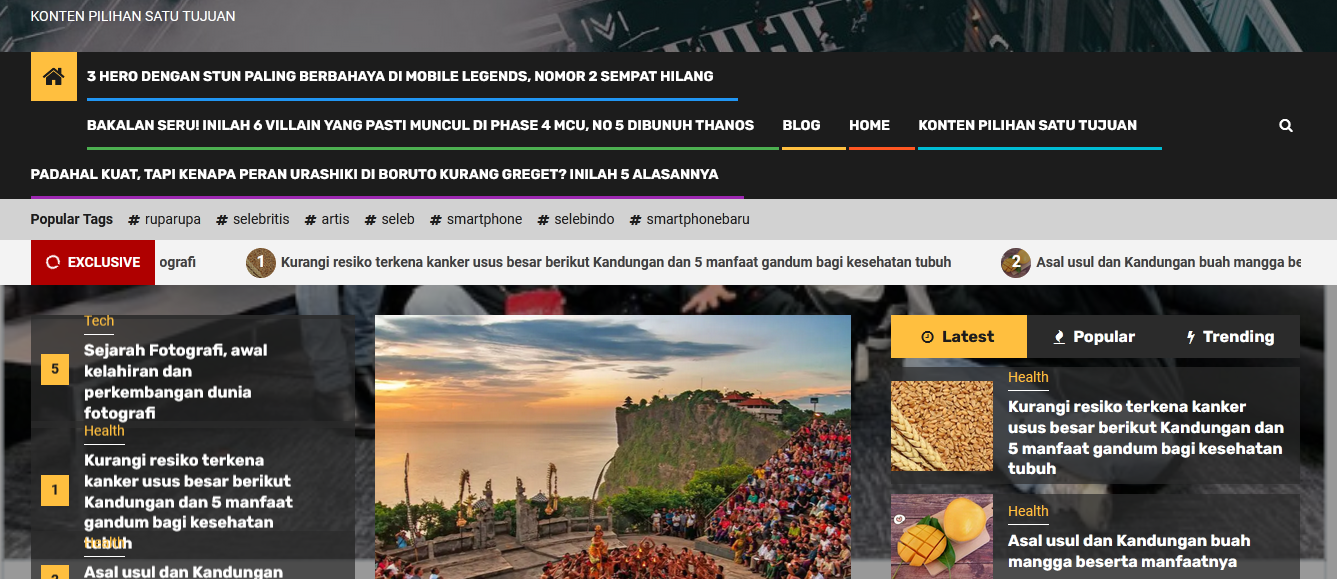 KONTEN PILIHAN SATU TUJUAN
3 HERO DENGAN STUN PALING BERBAHAYA DI MOBILE LEGENDS, NOMOR 2 SEMPAT HILANG
BAKALAN SERU! INILAH 6 VILLAIN YANG PASTI MUNCUL DI PHASE 4 MCU, NO 5 DIBUNUH THANOS BLOG HOME KONTEN PILIHAN SATU TUJUAN
PADAHAL KUAT, TAPI KENAPA PERAN URASHIKI DI BORUTO KURANG GREGET? INILAH 5 ALASANNYA
Popular Tags # ruparupa # selebritis # artis # seleb # smartphone # selebindo # smartphonebaru
EXCLUSIVE ografi 1 Kurangi resiko terkena kanker usus besar berikut Kandungan dan 5 manfaat gandum bagi kesehatan tubuh 2 Asal usul dan Kandungan buah mangga be
Tech
5
Sejarah Fotografi, awal
kelahiran dan
perkembangan dunia
fotografi
Health
1
Kurangi resiko terkena
kanker usus besar berikut
Kandungan dan 5 manfaat
gandum bagi kesehatan
tubuh
Health
2
Asal usul dan Kandungan
Latest Popular Trending
Health
Kurangi resiko terkena kanker
usus besar berikut Kandungan dan
5 manfaat gandum bagi kesehatan
tubuh
Health
Asal usul dan Kandungan buah
mangga beserta manfaatnya